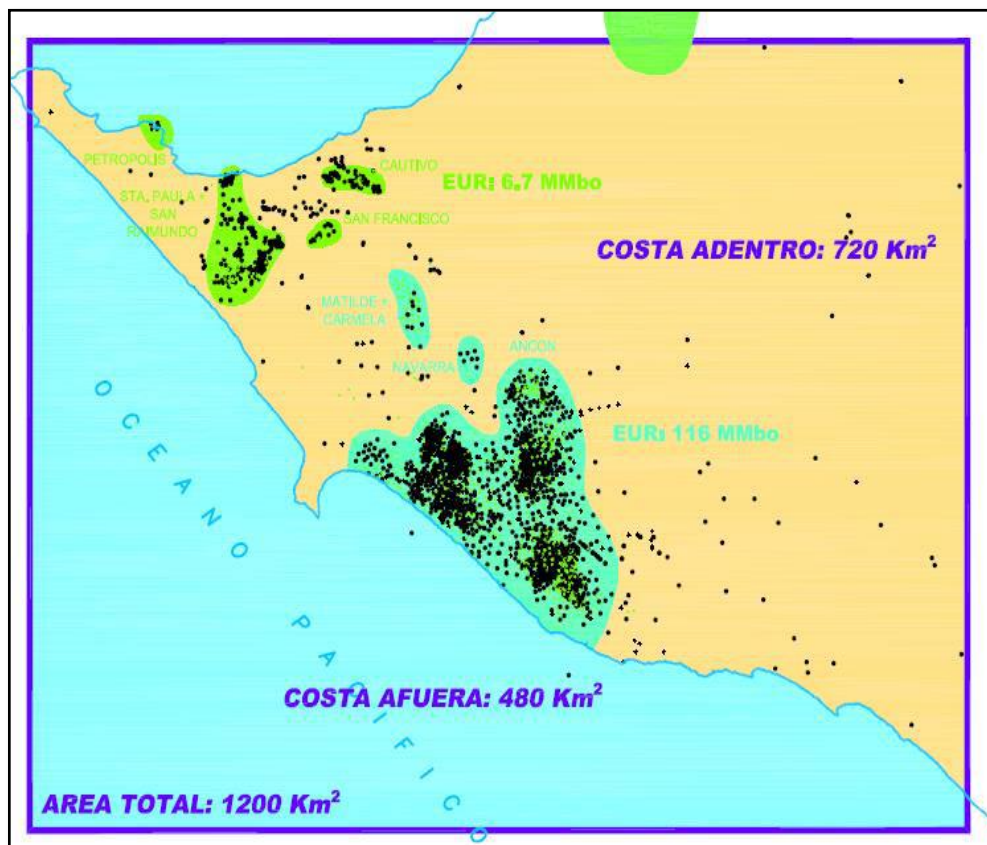 PETROPOLIS
CAUTIVO
EUR: 6.7 MMbo
STA. PAULA +
SAN
RAIMUNDO
SAN FRANCISCO
COSTA ADENTRO: 720 Km²
MATILDE +
CARMELA
ANCON
NAVARRA
EUR: 116 MMbo
OCEANO PACIFICO
COSTA AFUERA: 480 Km²
AREA TOTAL: 1200 Km²